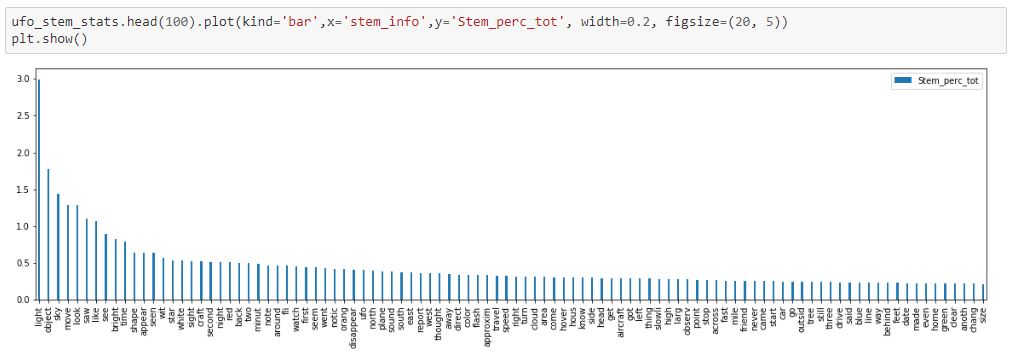 ufo_stem_stats.head(100).plot(kind='bar',x='stem_info',y='Stem_perc_tot', width=0.2, figsize=(20, 5))
plt.show()
Stem_perc_tot
3.0
2.5
2.0
1.5
1.0
0.5
0.0
light
object
sky
move
look
saw
like
see
bright
time
shape
appear
seen
wit
star
white
sight
craft
second
night
red
back
two
minut
note
around
fli
watch
first
seem
went
notic
orang
disappear
ufo
north
plane
sound
south
east
report
west
thought
away
direct
color
flash
approxim
travel
speed
right
turn
cloud
area
come
hover
hous
know
side
head
get
aircraft
got
left
thing
slowli
high
larg
observ
point
stop
across
fast
mile
friend
never
came
start
car
go
outsid
tree
still
three
drive
said
blue
line
way
behind
feet
date
made
even
home
green
clear
anoth
chang
size